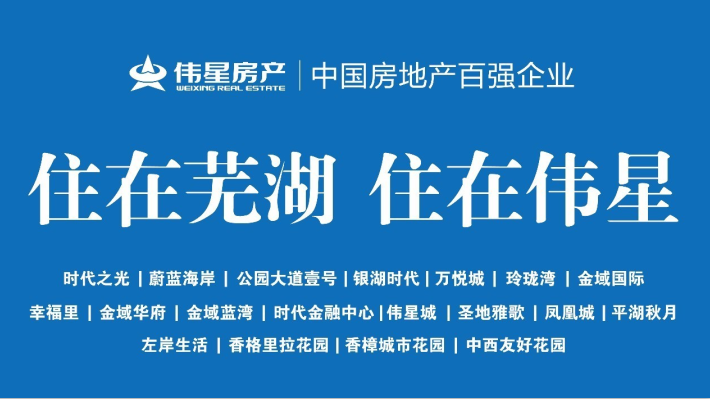 伟星房产 | 中国房地产百强企业
WEIXING REAL ESTATE
住在芜湖 住在伟星
时代之光 | 蔚蓝海岸 | 公园大道壹号 | 银湖时代 | 万悦城 | 玲珑湾 | 金域国际
幸福里 | 金域华府 | 金域蓝湾 | 时代金融中心 | 伟星城 | 圣地雅歌 | 凤凰城 | 平湖秋月
左岸生活 | 香格里拉花园 | 香樟城市花园 | 中西友好花园